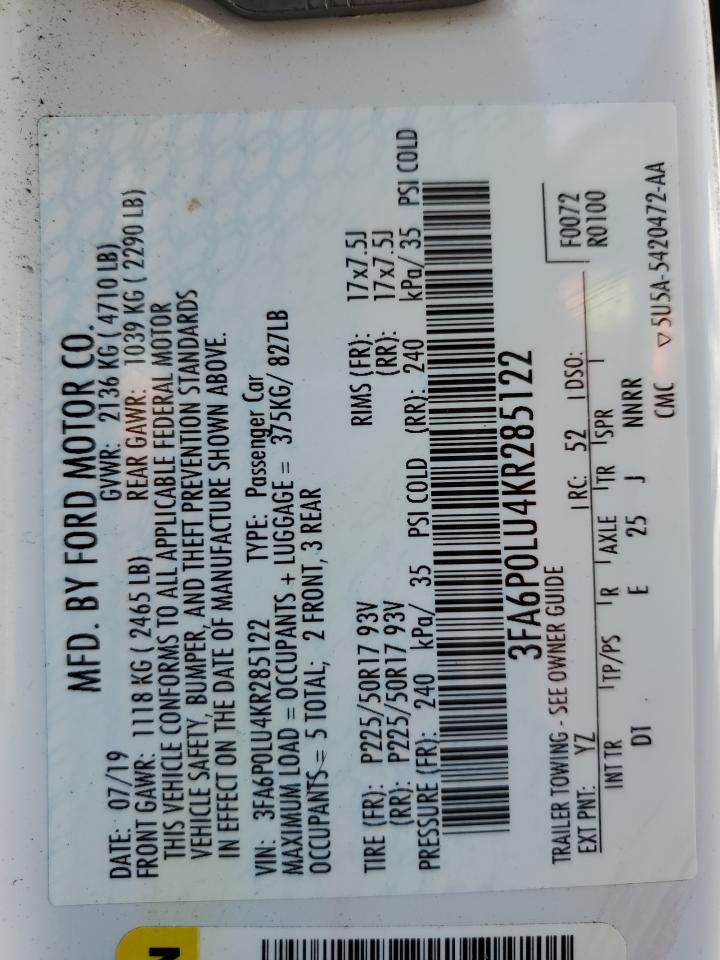 MFD. BY FORD MOTOR CO.
DATE: 07/19 GVWR: 2136 KG ( 4710 LB)
FRONT GAWR: 1118 KG ( 2465 LB) REAR GAWR: 1039 KG ( 2290 LB)
THIS VEHICLE CONFORMS TO ALL APPLICABLE FEDERAL MOTOR
VEHICLE SAFETY, BUMPER, AND THEFT PREVENTION STANDARDS
IN EFFECT ON THE DATE OF MANUFACTURE SHOWN ABOVE.
VIN: 3FA6P0LU4KR285122 TYPE: Passenger Car
MAXIMUM LOAD = OCCUPANTS + LUGGAGE = 375KG/ 827LB
OCCUPANTS = 5 TOTAL; 2 FRONT, 3 REAR
TIRE (FR): P225/50R17 93V RIMS (FR): 17x7.5J
(RR): P225/50R17 93V (RR): 17x7.5J
PRESSURE (FR): 240 kPa/ 35 PSI COLD (RR): 240 kPa/ 35 PSI COLD
3FA6P0LU4KR285122
F0072
R0100
TRAILER TOWING - SEE OWNER GUIDE
EXT PNT: YZ RC: 52 DSO:
INT TR TP/PS R AXLE TR SPR
DT E 25 J NNRR
CMC ▽ 5U5A-5420472-AA
N